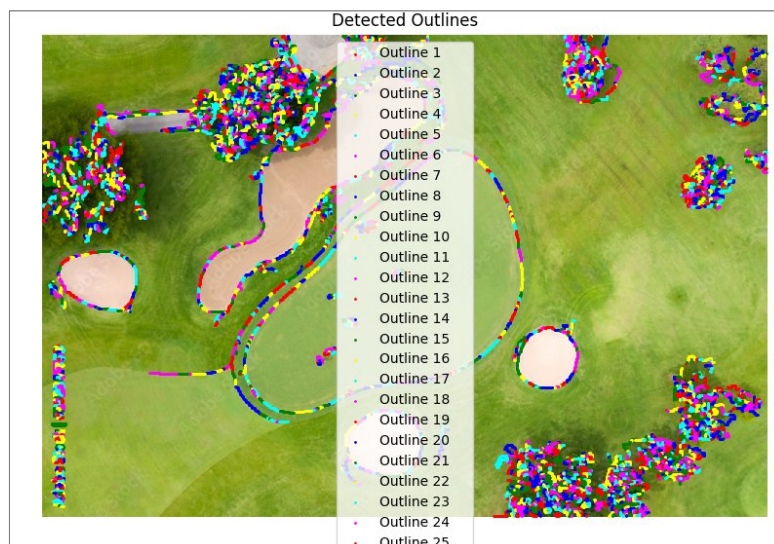 Detected Outlines
Outline 1
Outline 2
Outline 3
Outline 4
Outline 5
Outline 6
Outline 7
Outline 8
Outline 9
Outline 10
Outline 11
Outline 12
Outline 13
Outline 14
Outline 15
Outline 16
Outline 17
Outline 18
Outline 19
Outline 20
Outline 21
Outline 22
Outline 23
Outline 24
Outline 25